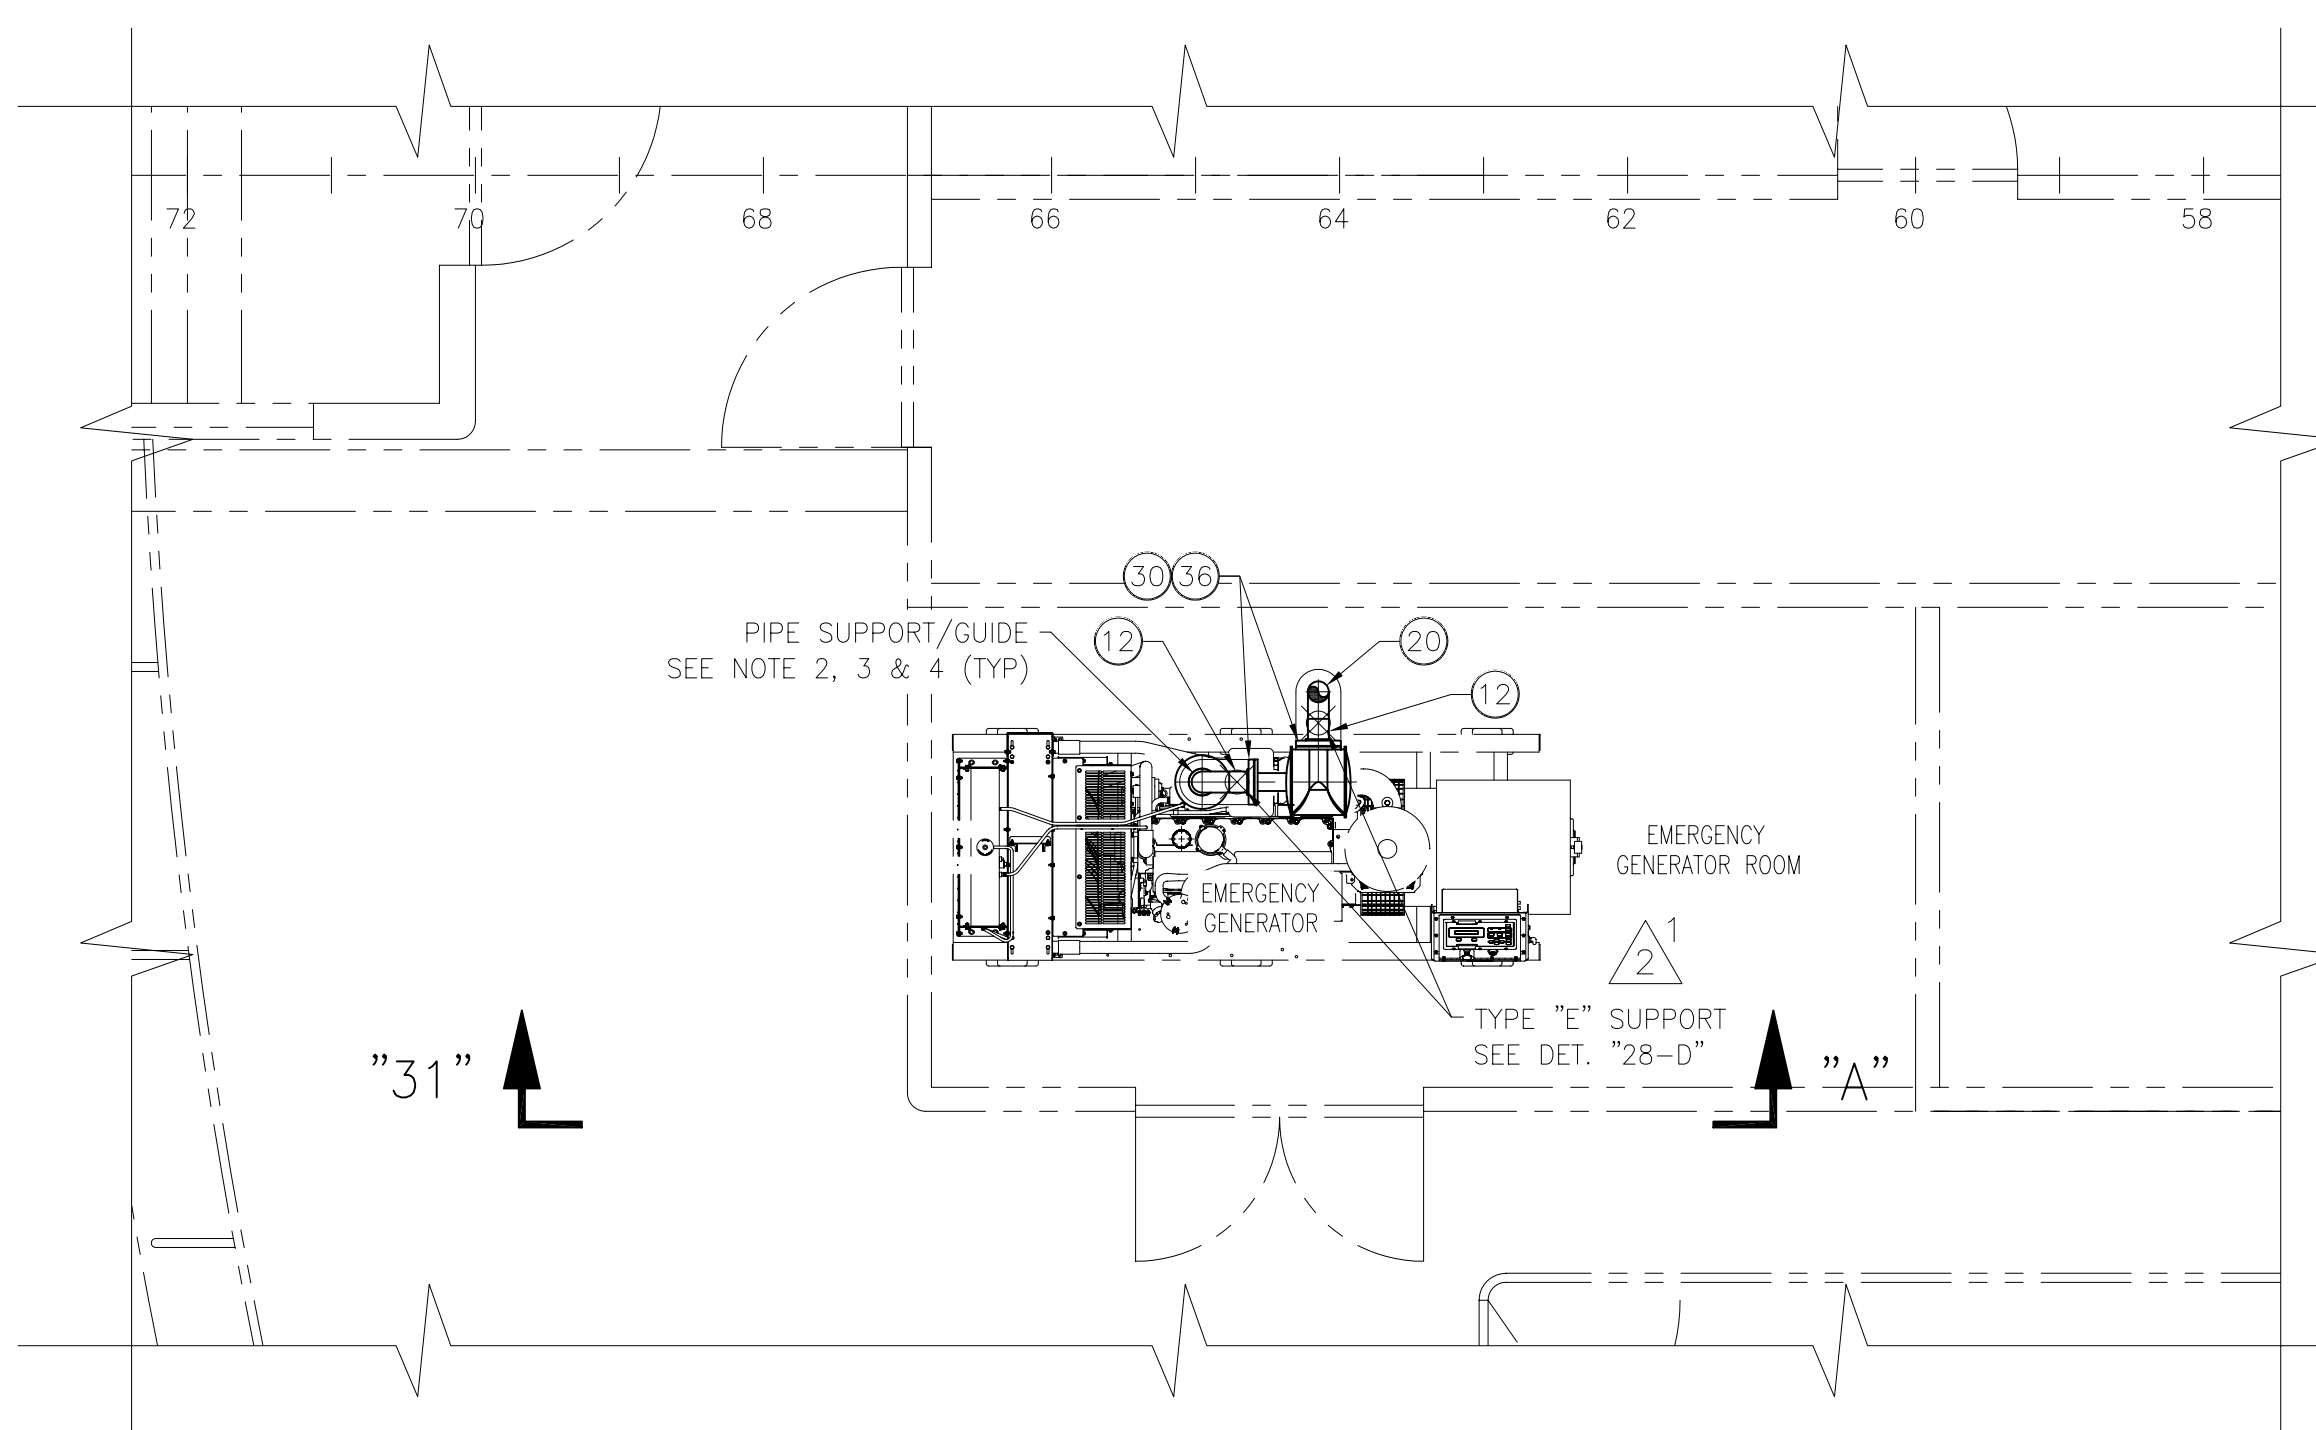 72 70 68 66 64 62 60 58
30 36
PIPE SUPPORT/GUIDE
SEE NOTE 2, 3 & 4 (TYP)
12
20
12
EMERGENCY
GENERATOR ROOM
EMERGENCY
GENERATOR
1
2
TYPE "E" SUPPORT
SEE DET. "28-D"
"31"
"A"